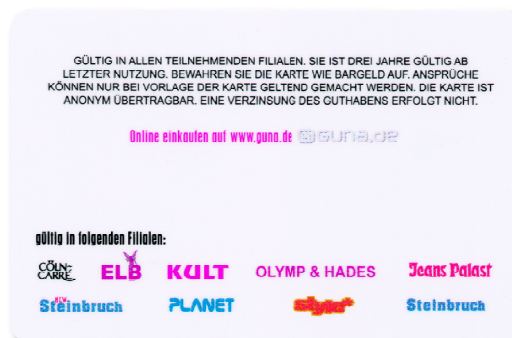 GÜLTIG IN ALLEN TEILNEHMENDEN FILIALEN. SIE IST DREI JAHRE GÜLTIG AB
LETZTER NUTZUNG. BEWAHREN SIE DIE KARTE WIE BARGELD AUF. ANSPRÜCHE
KÖNNEN NUR BEI VORLAGE DER KARTE GELTEND GEMACHT WERDEN. DIE KARTE IST
ANONYM ÜBERTRAGBAR. EINE VERZINSUNG DES GUTHABENS ERFOLGT NICHT.
Online einkaufen auf www.guna.de guna.de
gültig in folgenden Filialen:
CÖLN CARRÉ ELB KULT OLYMP & HADES Jeans Palast
NEW Steinbruch PLANET styler* Steinbruch